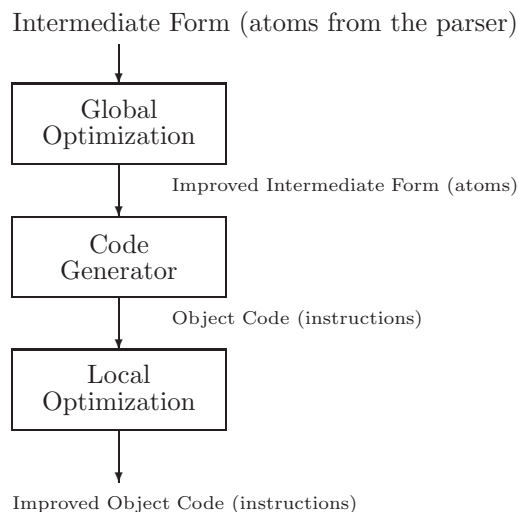 Intermediate Form (atoms from the parser)
Global
Optimization
Improved Intermediate Form (atoms)
Code
Generator
Object Code (instructions)
Local
Optimization
Improved Object Code (instructions)